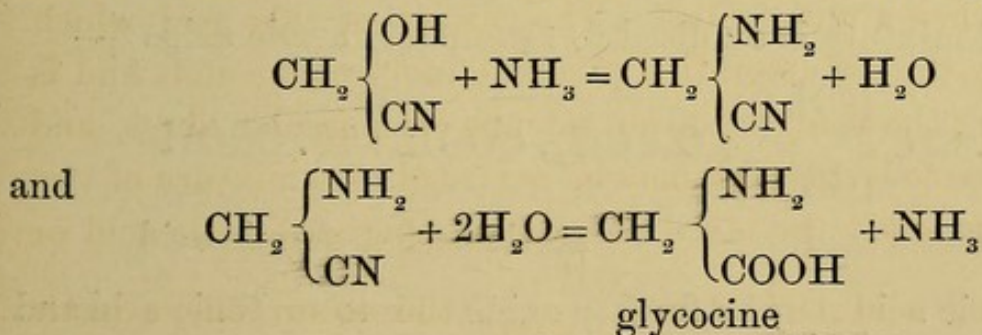 CH₂ { OH CN + NH₃ = CH₂ { NH₂ CN + H₂O
and
CH₂ { NH₂ CN + 2H₂O = CH₂ { NH₂ COOH + NH₃
glycocine